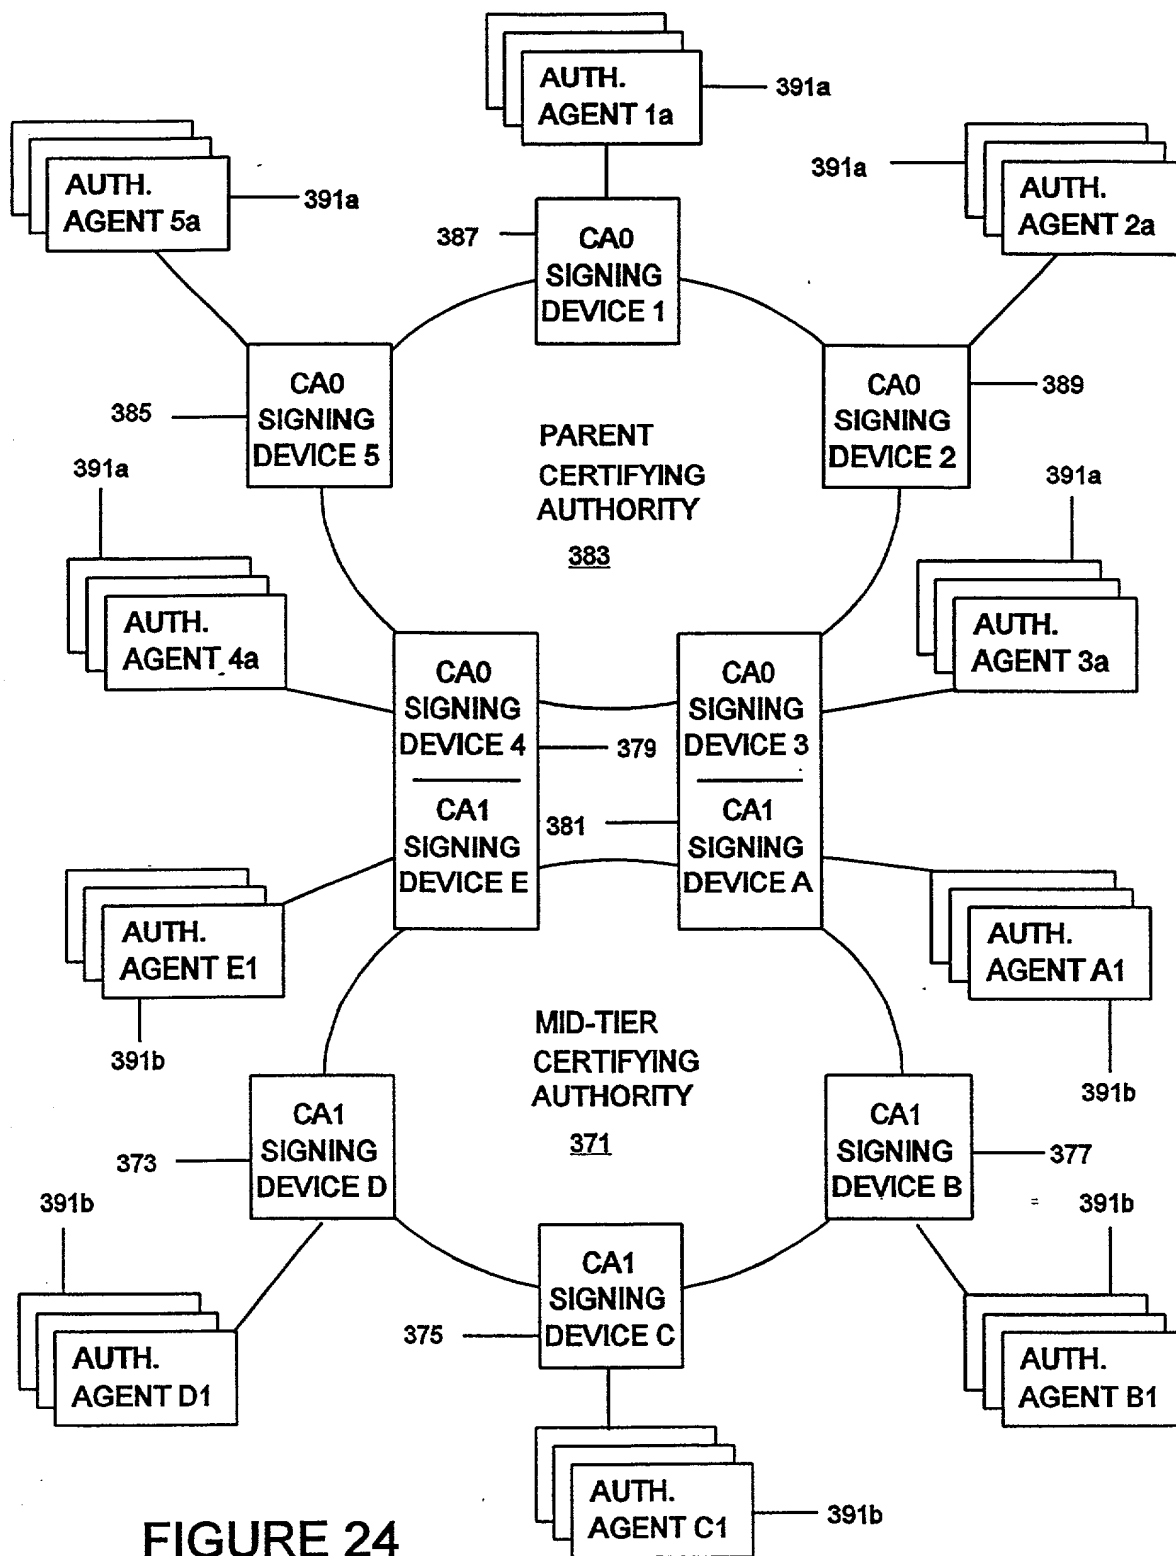 AUTH.
AGENT 1a
391a
AUTH.
AGENT 5a
391a
391a
AUTH.
AGENT 2a
387
CA0
SIGNING
DEVICE 1
385
CA0
SIGNING
DEVICE 5
CA0
SIGNING
DEVICE 2
389
PARENT
CERTIFYING
AUTHORITY
383
391a
AUTH.
AGENT 4a
391a
AUTH.
AGENT 3a
CA0
SIGNING
DEVICE 4
379
CA0
SIGNING
DEVICE 3
CA1
SIGNING
DEVICE E
381
CA1
SIGNING
DEVICE A
AUTH.
AGENT E1
391b
AUTH.
AGENT A1
391b
MID-TIER
CERTIFYING
AUTHORITY
371
373
CA1
SIGNING
DEVICE D
CA1
SIGNING
DEVICE B
377
391b
AUTH.
AGENT D1
375
CA1
SIGNING
DEVICE C
391b
AUTH.
AGENT B1
AUTH.
AGENT C1
391b
FIGURE 24